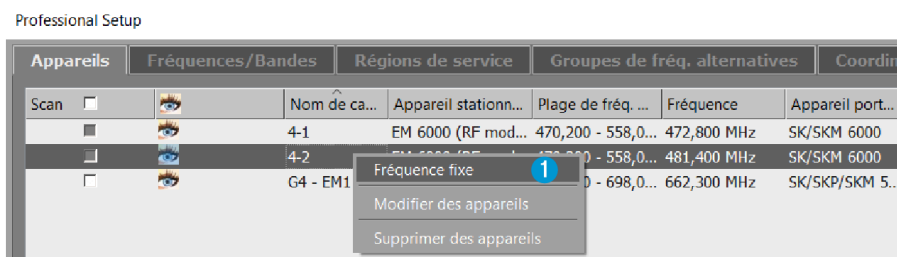 Professional Setup
Appareils Fréquences/Bandes Régions de service Groupes de fréq. alternatives Coordin
Scan Nom de ca... Appareil stationn... Plage de fréq. ... Fréquence Appareil port...
4-1 EM 6000 (RF mod... 470,200 - 558,0... 472,800 MHz SK/SKM 6000
4-2 - 558,0... 481,400 MHz SK/SKM 6000
Fréquence fixe 1
G4 - EM1 - 698,0... 662,300 MHz SK/SKP/SKM 5...
Modifier des appareils
Supprimer des appareils